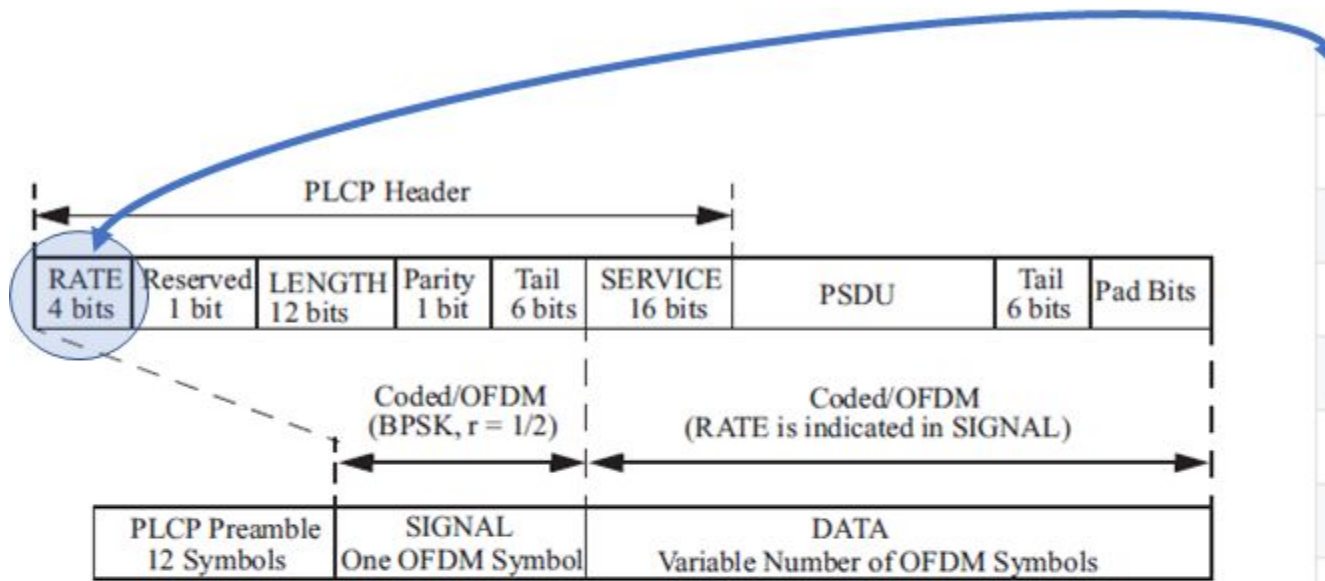 PLCP Header
RATE Reserved LENGTH Parity Tail SERVICE PSDU Tail Pad Bits
4 bits 1 bit 12 bits 1 bit 6 bits 16 bits 6 bits
Coded/OFDM Coded/OFDM
(BPSK, r = 1/2) (RATE is indicated in SIGNAL)
PLCP Preamble SIGNAL DATA
12 Symbols One OFDM Symbol Variable Number of OFDM Symbols